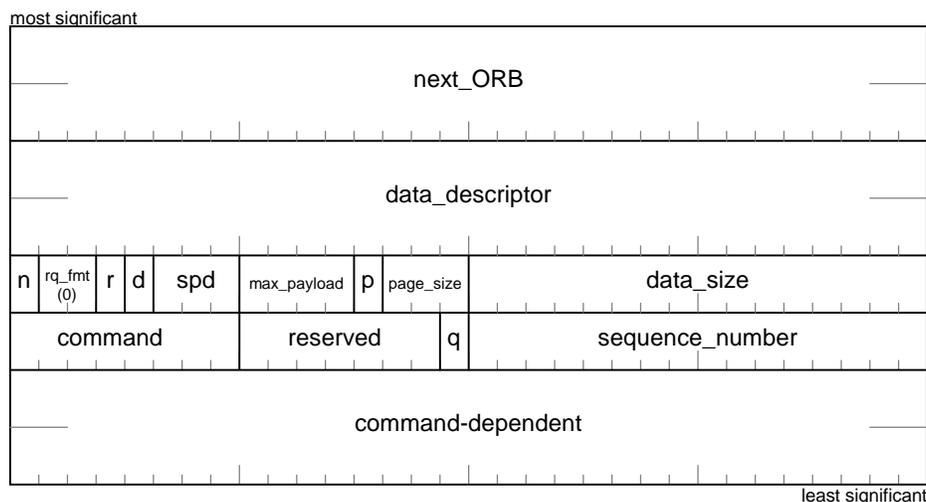 most significant
next_ORB
data_descriptor
n rq_fmt (0) r d spd max_payload p page_size data_size
command reserved q sequence_number
command-dependent
least significant